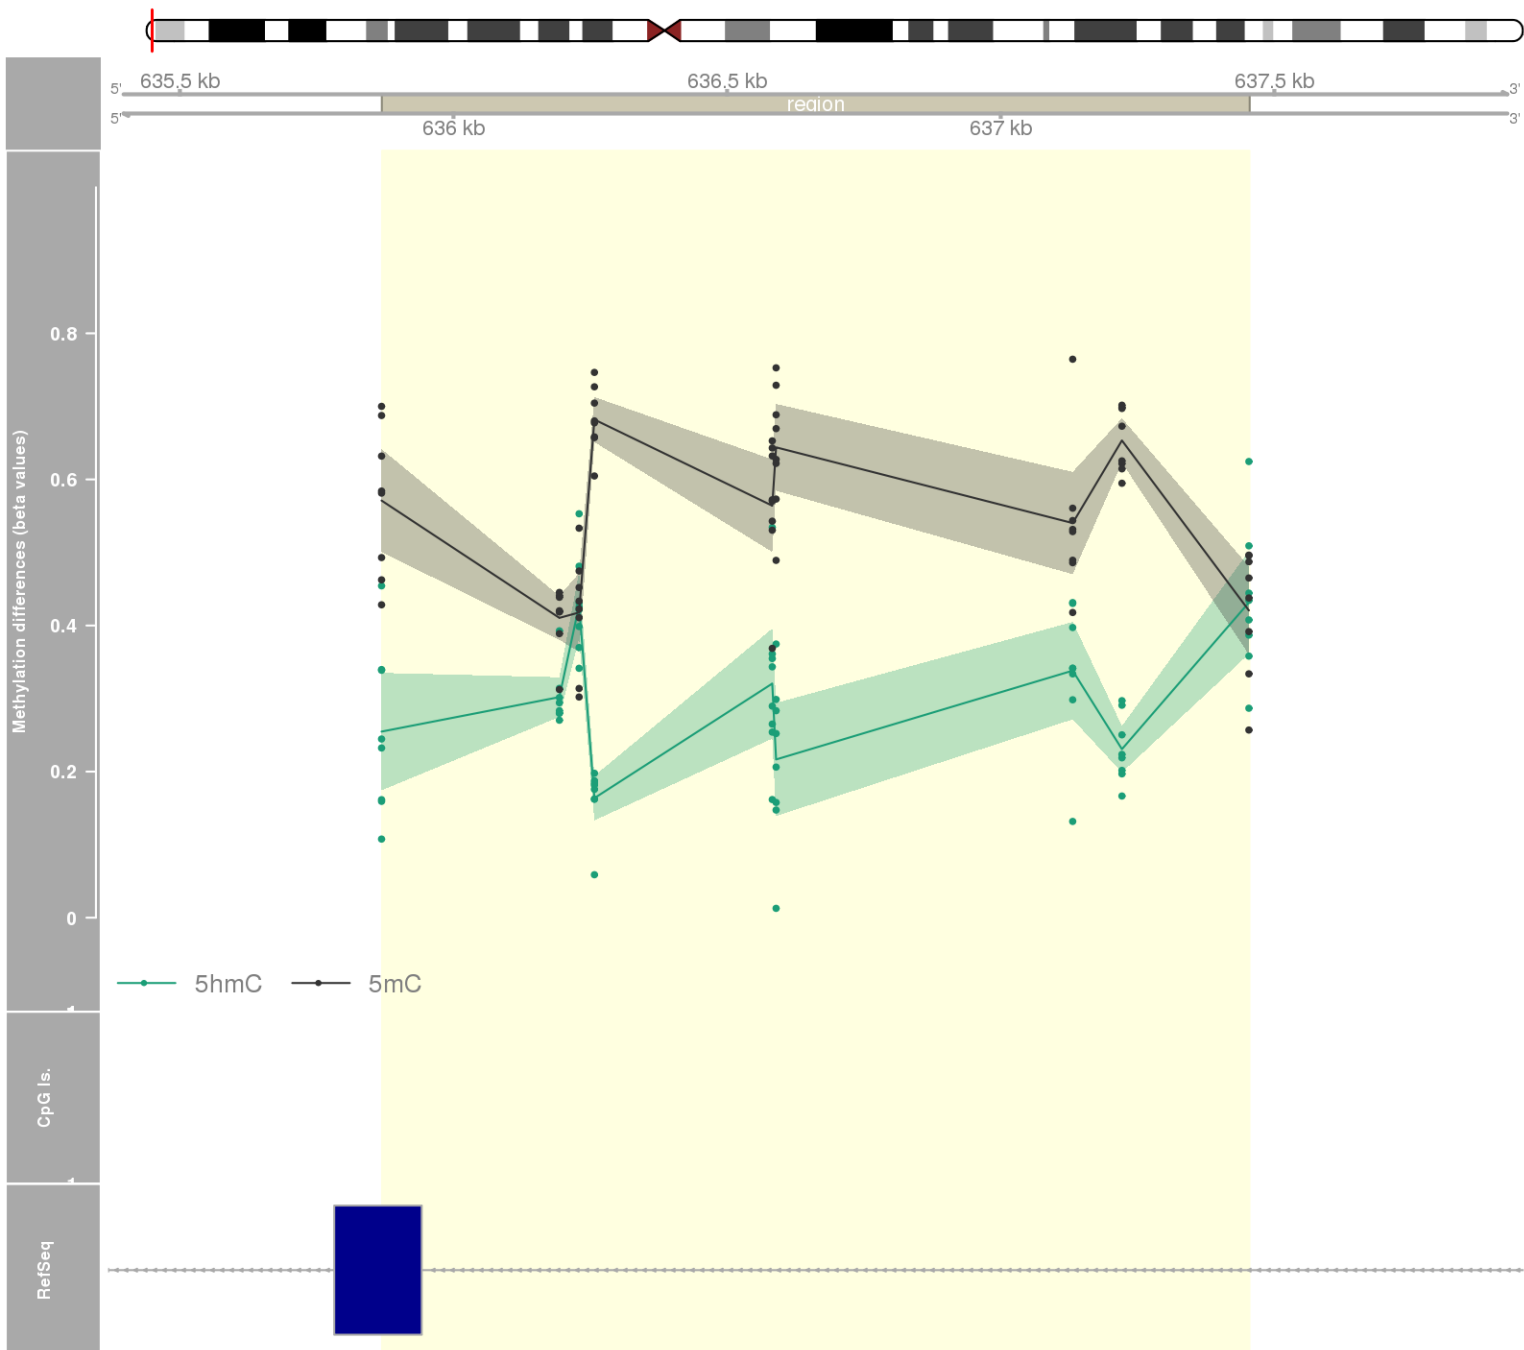 635.5 kb
636.5 kb
637.5 kb
5'
3'
region
5'
3'
636 kb
637 kb
Methylation differences (beta values)
0.8
0.6
0.4
0.2
0
5hmC
5mC
CpG Is.
RefSeq